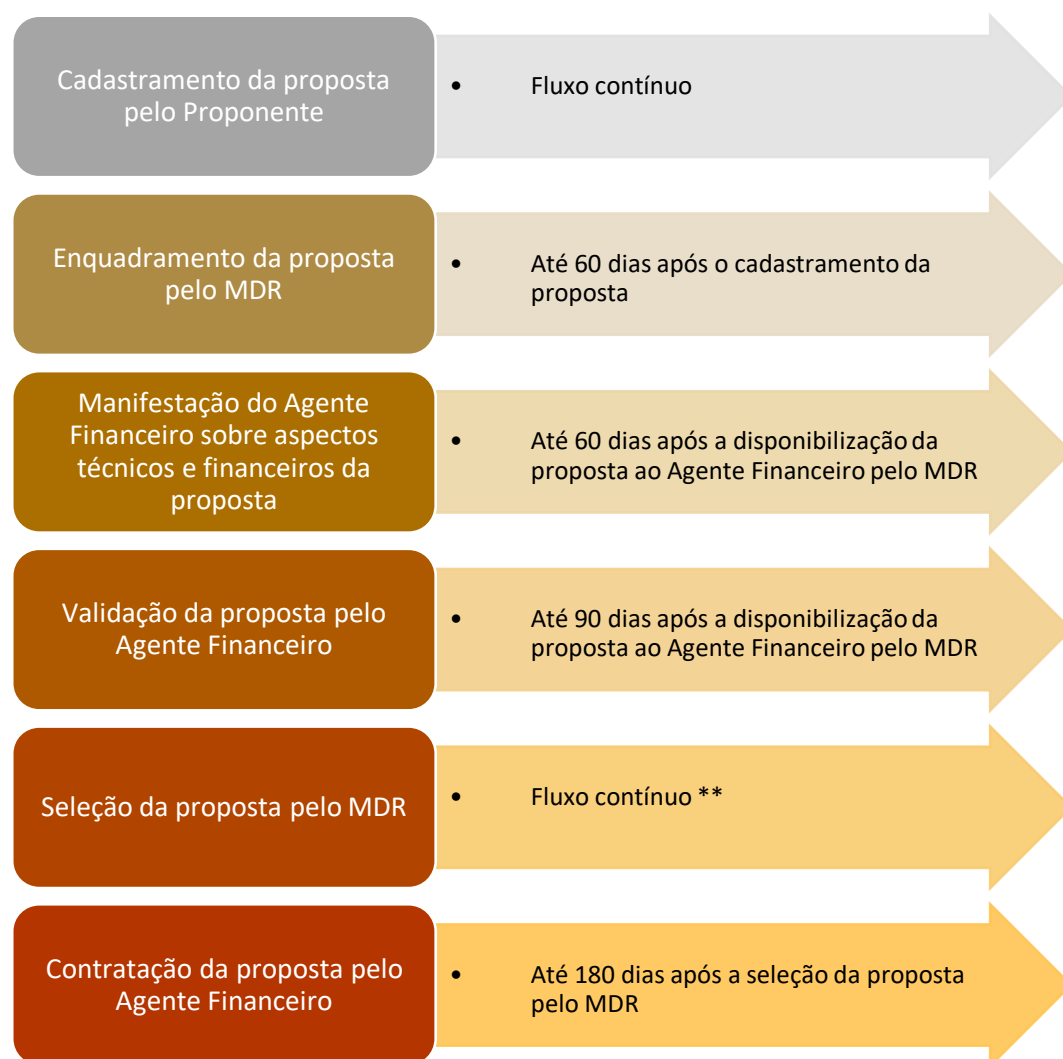 Cadastramento da proposta
pelo Proponente
• Fluxo contínuo
Enquadramento da proposta
pelo MDR
• Até 60 dias após o cadastramento da
proposta
Manifestação do Agente
Financeiro sobre aspectos
técnicos e financeiros da
proposta
• Até 60 dias após a disponibilização da
proposta ao Agente Financeiro pelo MDR
Validação da proposta pelo
Agente Financeiro
• Até 90 dias após a disponibilização da
proposta ao Agente Financeiro pelo MDR
Seleção da proposta pelo MDR
• Fluxo contínuo **
Contratação da proposta pelo
Agente Financeiro
• Até 180 dias após a seleção da proposta
pelo MDR